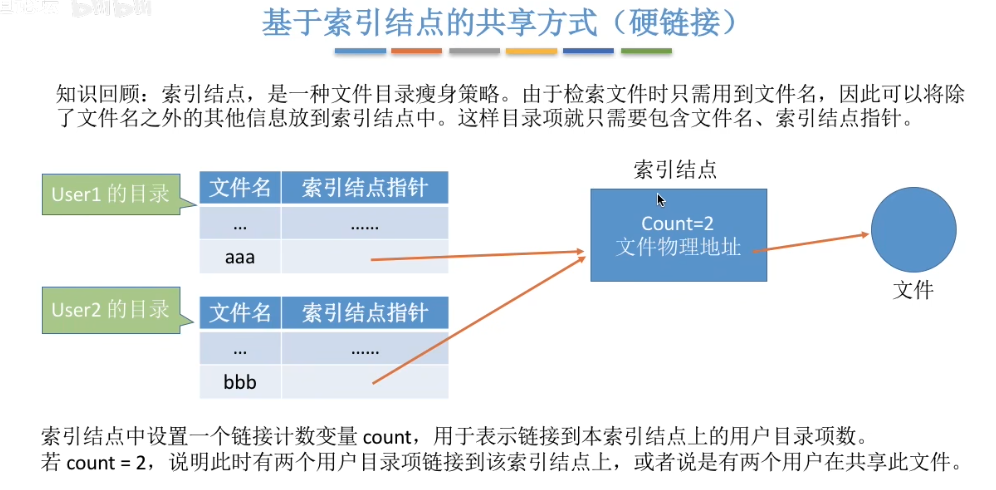 基于索引结点的共享方式（硬链接）
知识回顾：索引结点，是一种文件目录瘦身策略。由于检索文件时只需用到文件名，因此可以将除
了文件名之外的其他信息放到索引结点中。这样目录项就只需要包含文件名、索引结点指针。
User1 的目录
文件名 索引结点指针
... ......
aaa
User2 的目录
文件名 索引结点指针
... ......
bbb
索引结点
Count=2
文件物理地址
文件
索引结点中设置一个链接计数变量 count，用于表示链接到本索引结点上的用户目录项数。
若 count = 2，说明此时有两个用户目录项链接到该索引结点上，或者说是有两个用户在共享此文件。